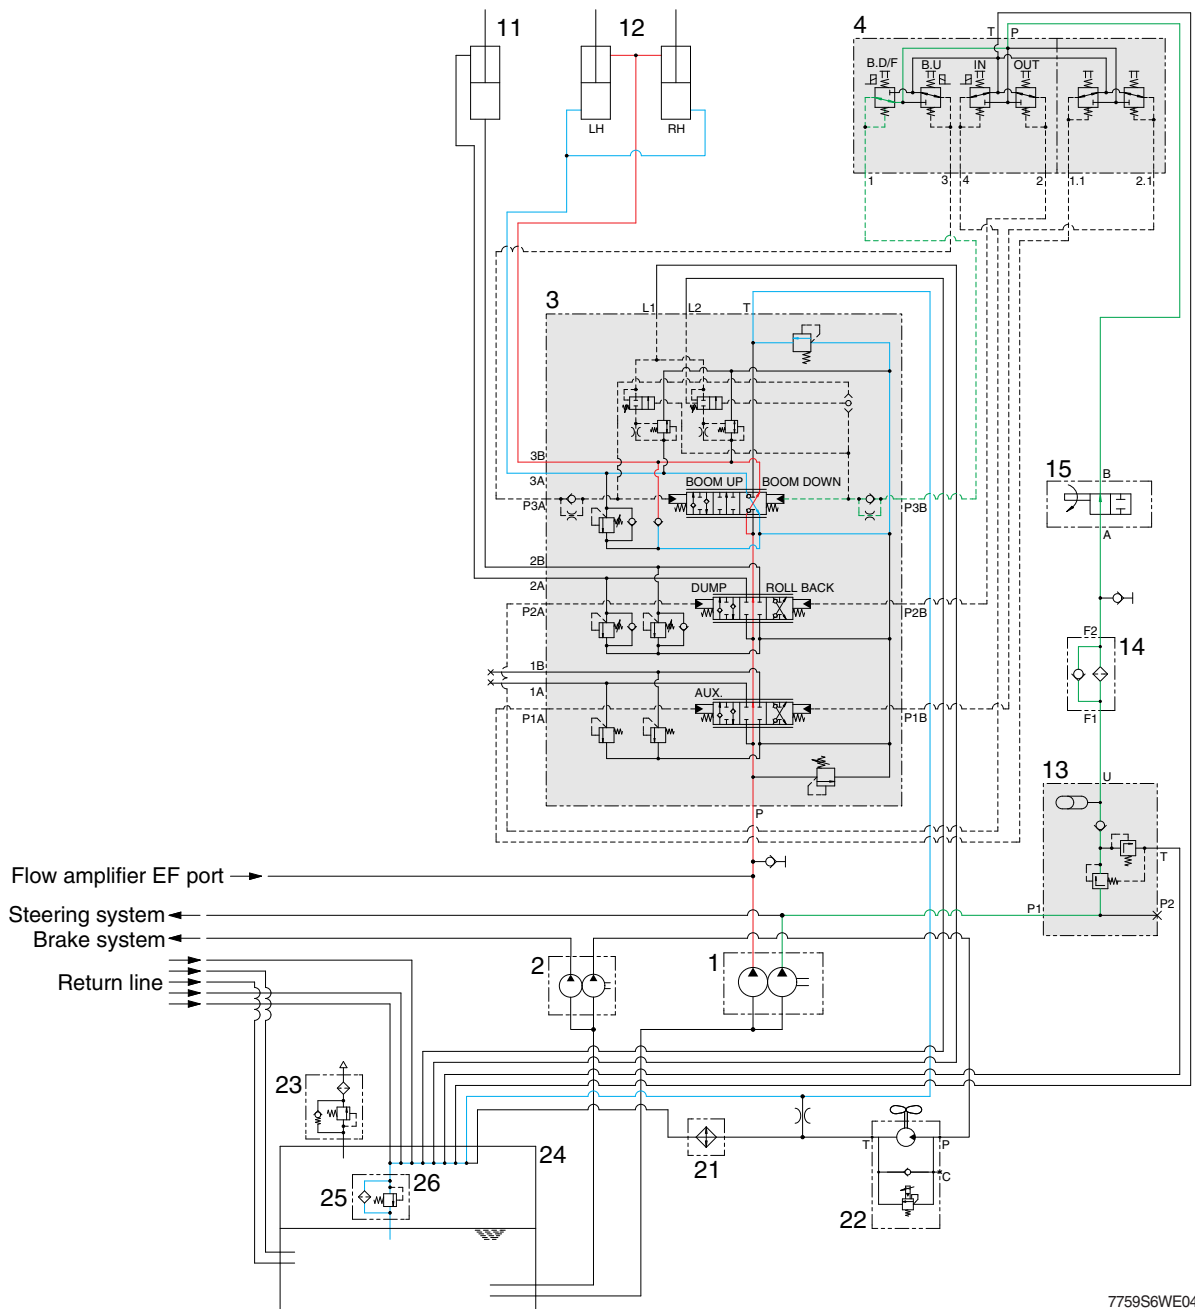 11
12
LH
RH
4
T P
B.D/F B.U IN OUT
1 3 4 2 1.1 2.1
3
L1 L2 T
3B
3A
BOOM UP BOOM DOWN
P3A P3B
2B
2A
DUMP ROLL BACK
P2A P2B
1B
1A
AUX.
P1A P1B
P
15
B
A
F2
14
F1
13
U
T
P1 P2
Flow amplifier EF port
Steering system
Brake system
Return line
2
1
23
24
25
26
21
T P
C
22
7759S6WE04